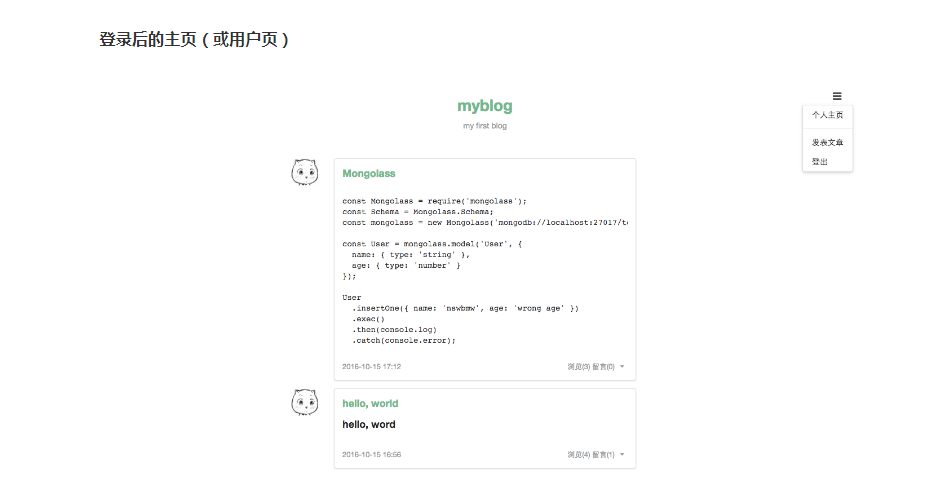 登录后的主页（或用户页）
myblog
my first blog
个人主页
发表文章
登出
Mongolass
const Mongolass = require('mongolass');
const Schema = Mongolass.Schema;
const mongolass = new Mongolass('mongodb://localhost:27017/te
const User = mongolass.model('User', {
  name: { type: 'string' },
  age: { type: 'number' }
});
User
  .insertOne({ name: 'nswbmw', age: 'wrong age' })
  .exec()
  .then(console.log)
  .catch(console.error);
2016-10-15 17:12 浏览(3) 留言(0)
hello, world
hello, word
2016-10-15 16:56 浏览(4) 留言(1)